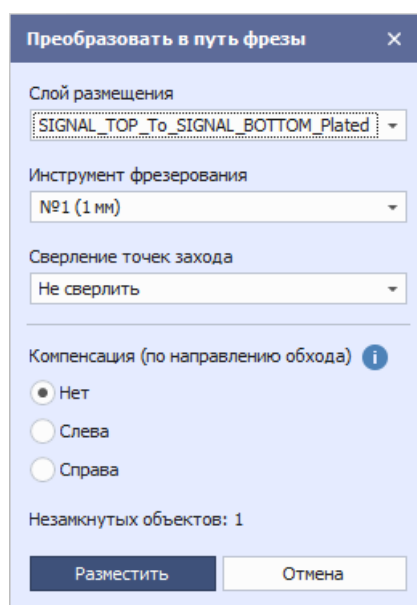 Преобразовать в путь фрезы
Слой размещения
SIGNAL_TOP_To_SIGNAL_BOTTOM_Plated
Инструмент фрезерования
№1 (1 мм)
Сверление точек захода
Не сверлить
Компенсация (по направлению обхода) i
Нет
Слева
Справа
Незамкнутых объектов: 1
Разместить Отмена